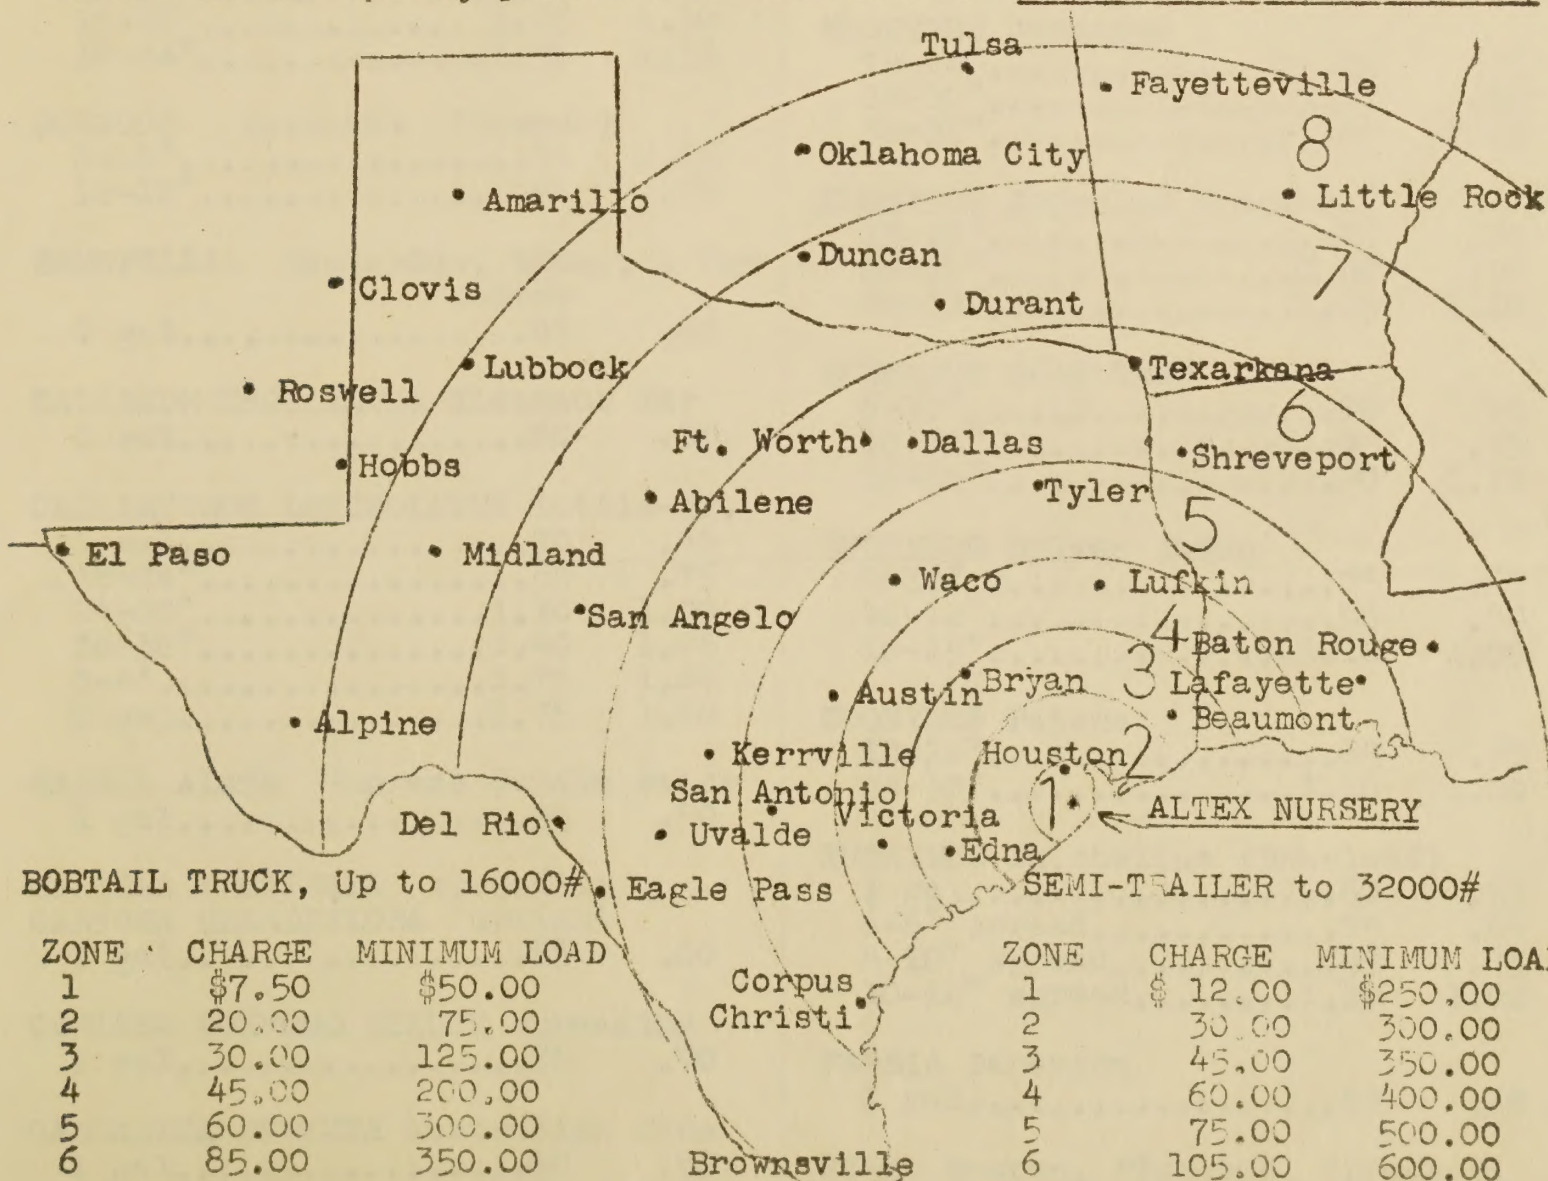 Tulsa
Fayetteville
8
Oklahoma City
Amarillo
Little Rock
Duncan
7
Clovis
Durant
Lubbock
Texarkana
Roswell
6
Ft. Worth
Dallas
Shreveport
Hobbs
Tyler
Abilene
5
El Paso
Midland
Waco
Lufkin
San Angelo
4
Baton Rouge
Bryan
3
Lafayette
Austin
Beaumont
Alpine
Kerrville
Houston
2
San Antonio
1
ALTEX NURSERY
Del Rio
Uvalde
Victoria
Edna
BOBTAIL TRUCK, Up to 16000#
Eagle Pass
SEMI-TRAILER to 32000#
ZONE CHARGE MINIMUM LOAD
1 $7.50 $50.00
2 20.00 75.00
3 30.00 125.00
4 45.00 200.00
5 60.00 300.00
6 85.00 350.00
Corpus
Christi
Brownsville
ZONE CHARGE MINIMUM LOA
1 $ 12.00 $250.00
2 30.00 300.00
3 45.00 350.00
4 60.00 400.00
5 75.00 500.00
6 105.00 600.00